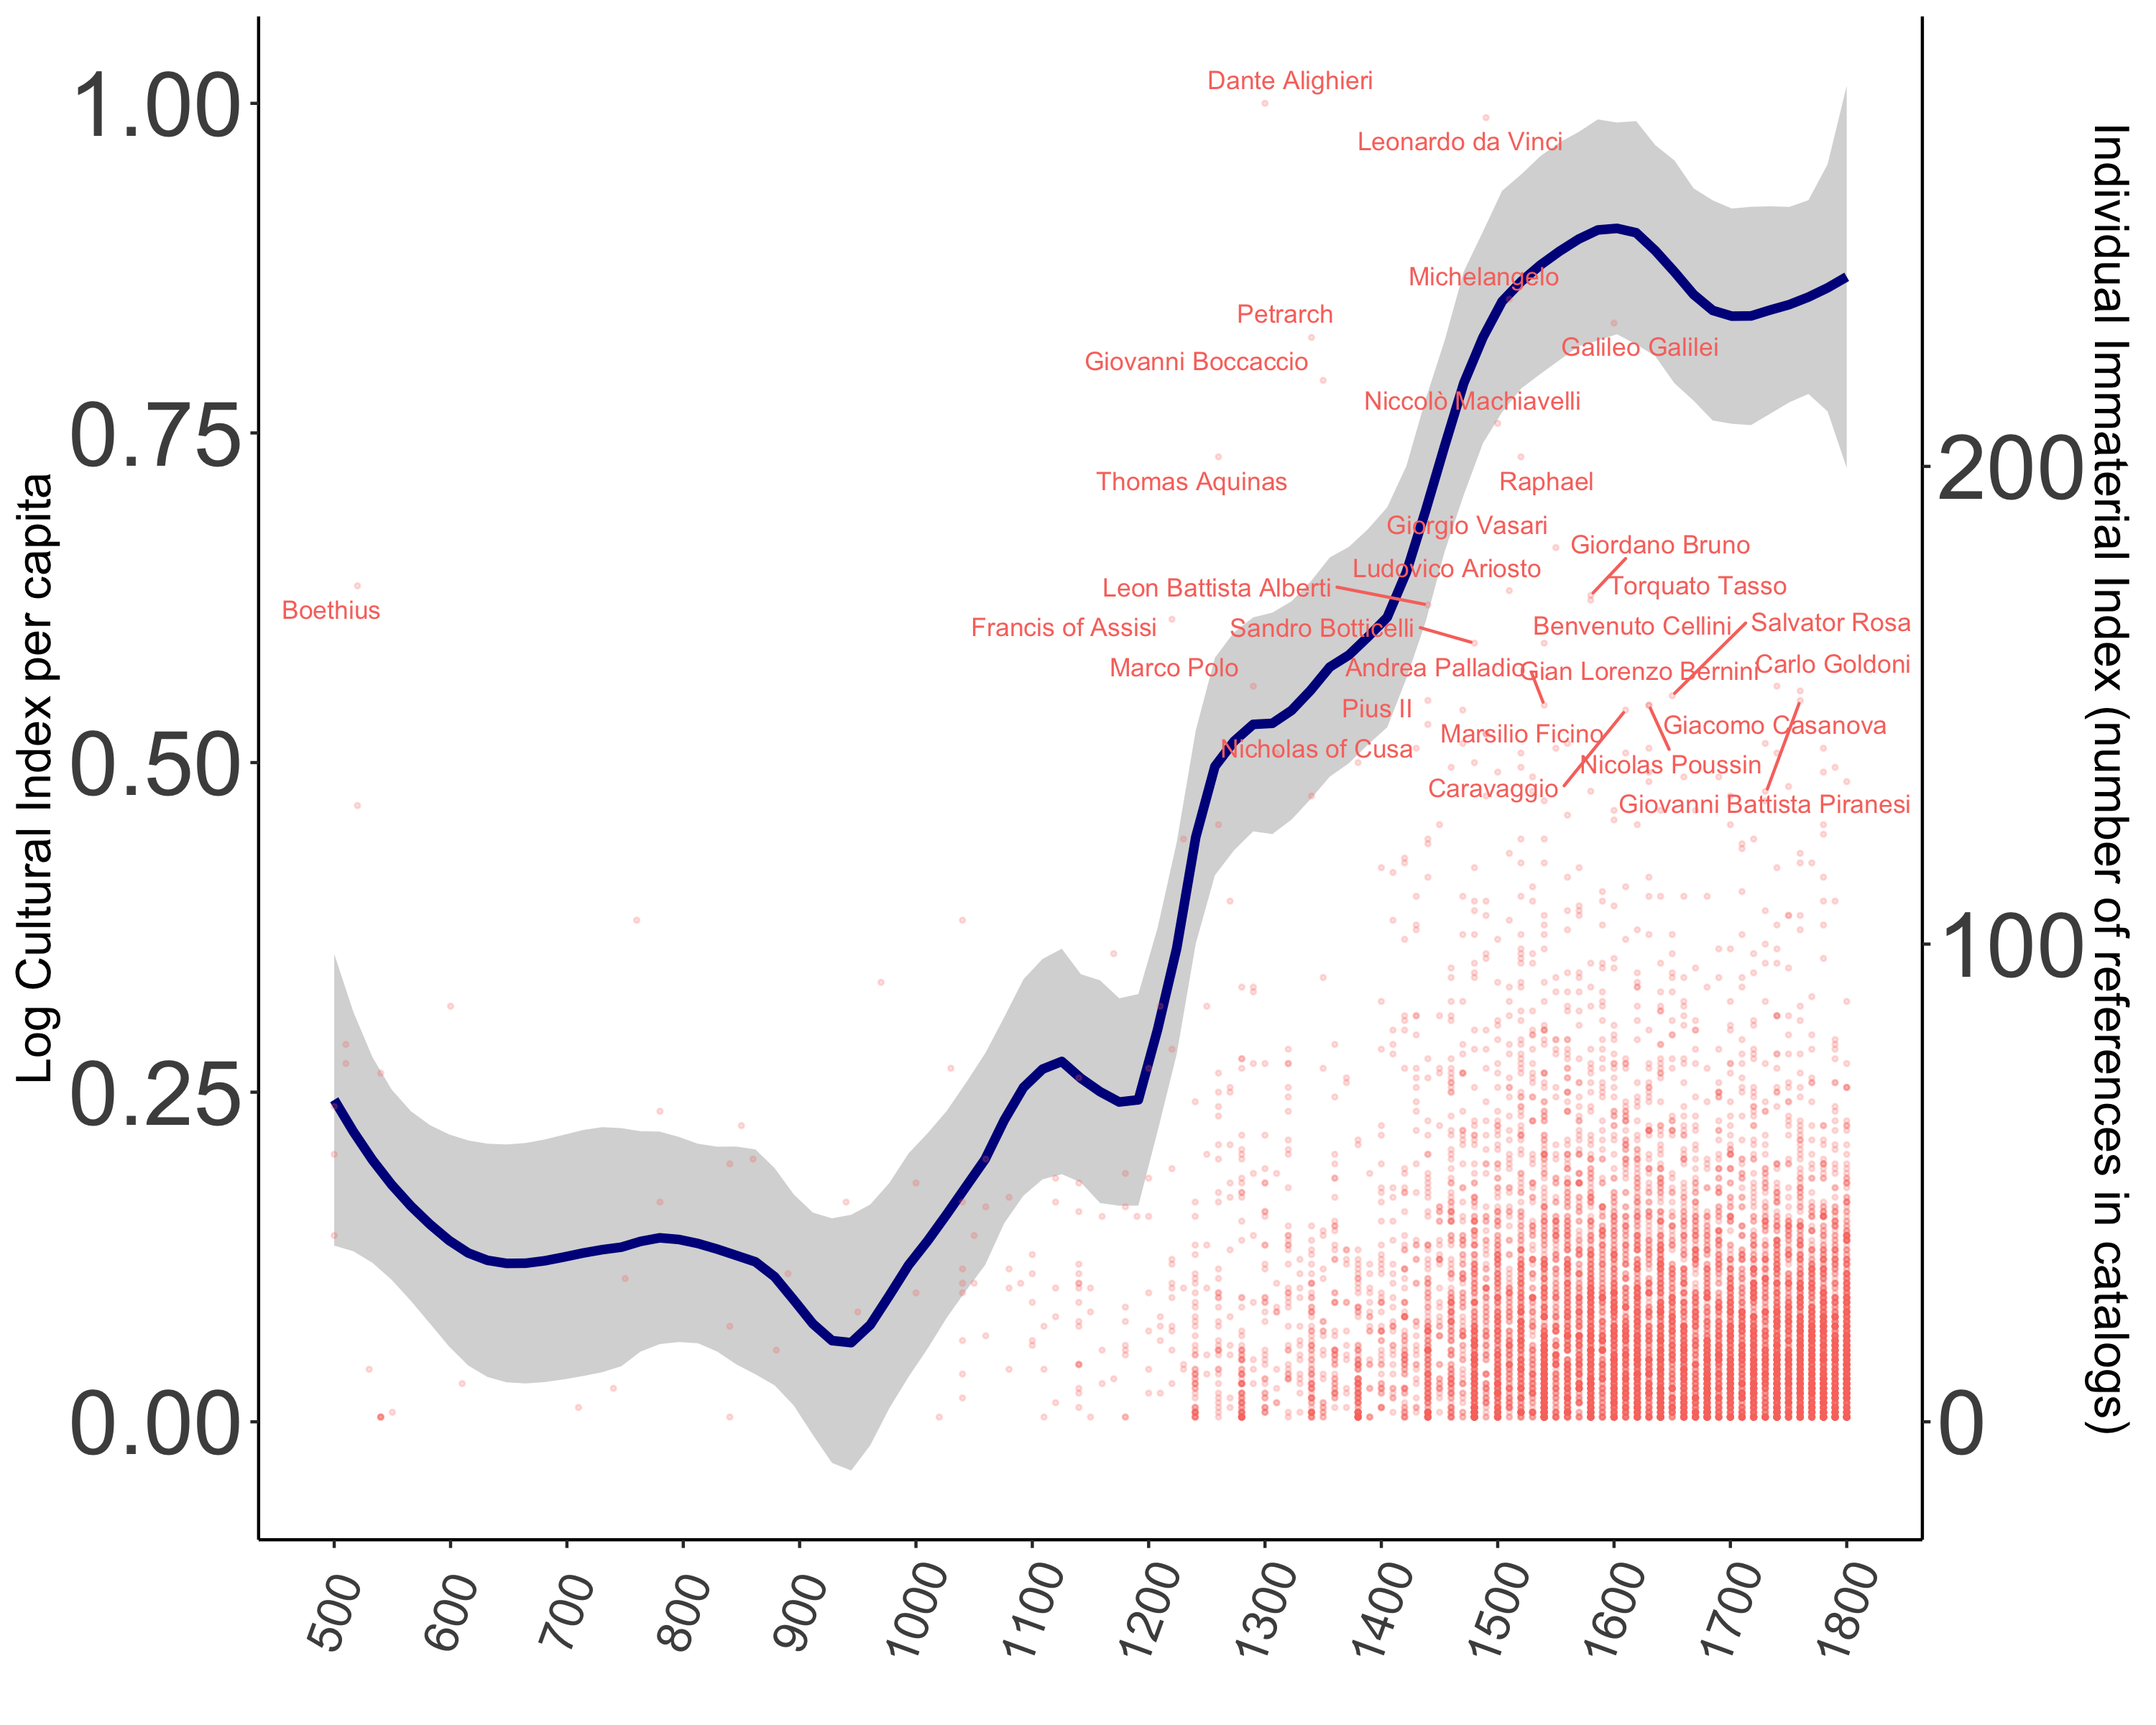 Log Cultural Index per capita
1.00
0.75
0.50
0.25
0.00
Dante Alighieri
Leonardo da Vinci
Michelangelo
Petrarch
Galileo Galilei
Giovanni Boccaccio
Niccolò Machiavelli
Thomas Aquinas
Raphael
Giorgio Vasari
Giordano Bruno
Ludovico Ariosto
Leon Battista Alberti
Torquato Tasso
Boethius
Francis of Assisi
Sandro Botticelli
Benvenuto Cellini
Salvator Rosa
Marco Polo
Andrea Palladio
Gian Lorenzo Bernini
Carlo Goldoni
Pius II
Marsilio Ficino
Giacomo Casanova
Nicholas of Cusa
Nicolas Poussin
Caravaggio
Giovanni Battista Piranesi
200
100
0
Individual Immaterial Index (number of references in catalogs)
500
600
700
800
900
1000
1100
1200
1300
1400
1500
1600
1700
1800